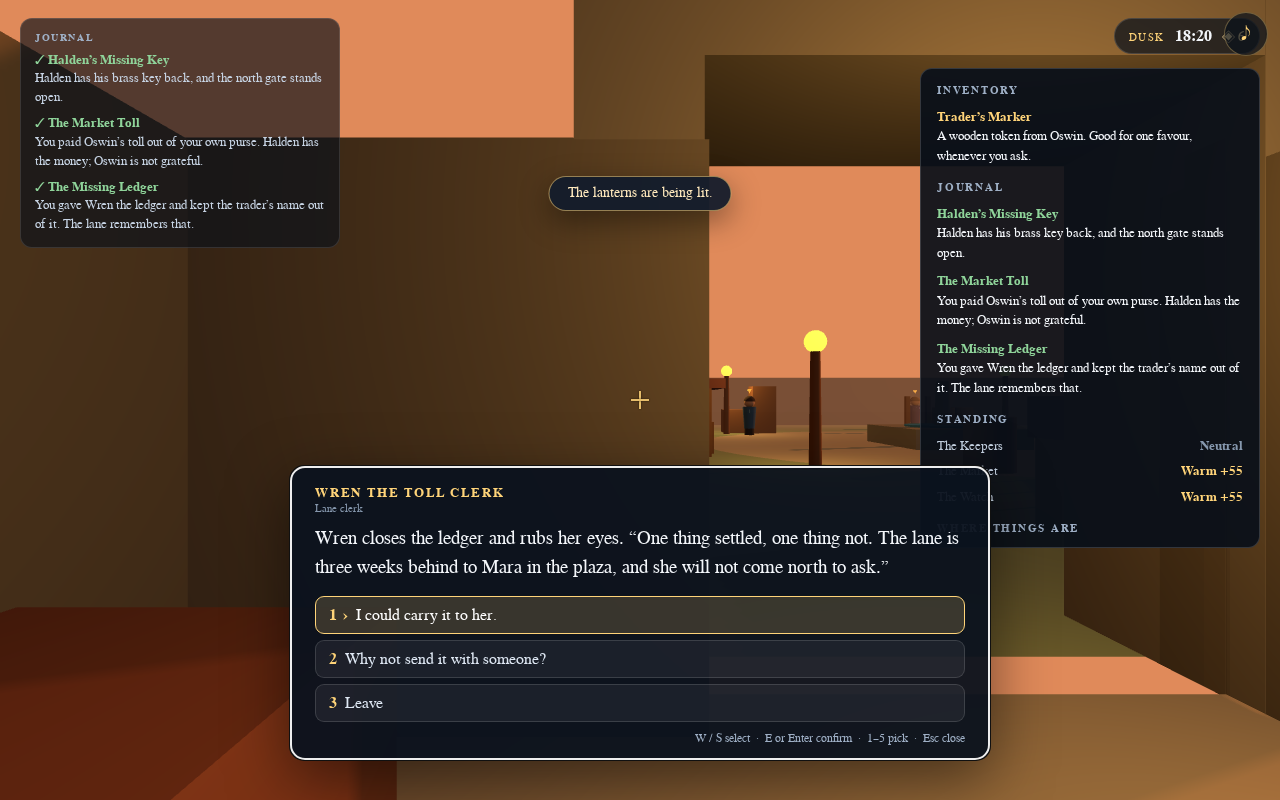 JOURNAL
✓ Halden's Missing Key
Halden has his brass key back, and the north gate stands
open.
✓ The Market Toll
You paid Oswin's toll out of your own purse. Halden has
the money; Oswin is not grateful.
✓ The Missing Ledger
You gave Wren the ledger and kept the trader's name out
of it. The lane remembers that.
The lanterns are being lit.
DUSK 18:20
INVENTORY
Trader's Marker
A wooden token from Oswin. Good for one favour,
whenever you ask.
JOURNAL
Halden's Missing Key
Halden has his brass key back, and the north gate stands
open.
The Market Toll
You paid Oswin's toll out of your own purse. Halden has the
money; Oswin is not grateful.
The Missing Ledger
You gave Wren the ledger and kept the trader's name out of
it. The lane remembers that.
STANDING
The Keepers Neutral
The Market Warm +55
The Watch Warm +55
WHERE THINGS ARE
WREN THE TOLL CLERK
Lane clerk
Wren closes the ledger and rubs her eyes. “One thing settled, one thing not. The lane is
three weeks behind to Mara in the plaza, and she will not come north to ask.”
1 › I could carry it to her.
2 Why not send it with someone?
3 Leave
W / S select · E or Enter confirm · 1–5 pick · Esc close